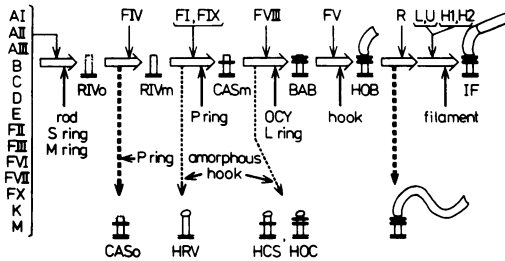 AI
AII
AIII
B
C
D
E
FII
FIII
FVI
FVII
FX
K
M
FIV
FI, FIX
FVIII
FV
R
L,U
H1, H2
RIVo
RIVm
CASm
BAB
HOB
IF
rod
S ring
M ring
P ring
OCY
L ring
hook
filament
P ring
amorphous
hook
CASo
HRV
HCS, HOC